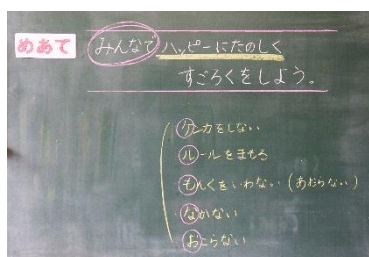 めあて
みんなで ハッピーにたのしく
すごろくをしよう。
ケンカをしない
ルールをまもる
もんくをいわない(あおらない)
なかない
おこらない